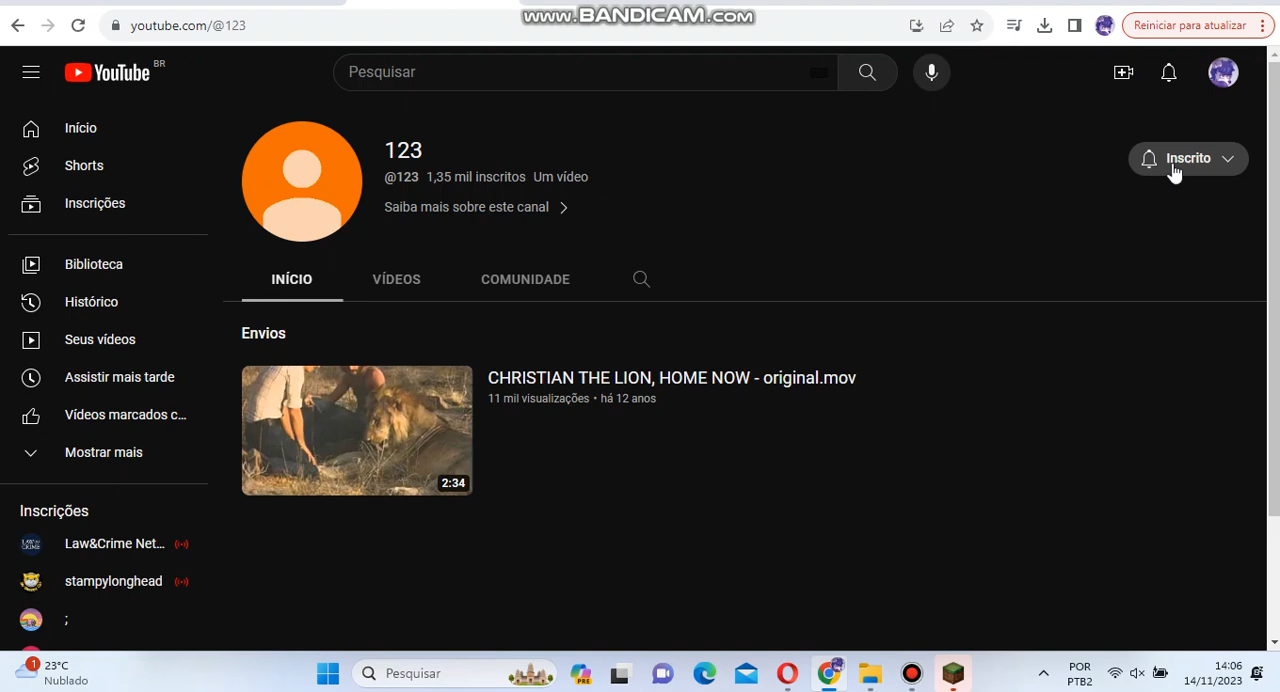 www.BANDICAM.com
youtube.com/@123
Reiniciar para atualizar
YouTube BR
Pesquisar
Início
Shorts
Inscrições
Biblioteca
Histórico
Seus vídeos
Assistir mais tarde
Vídeos marcados c...
Mostrar mais
Inscrições
Law&Crime Net...
stampylonghead
;
123
@123 1,35 mil inscritos Um vídeo
Saiba mais sobre este canal
Inscrito
INÍCIO VÍDEOS COMUNIDADE
Envios
CHRISTIAN THE LION, HOME NOW - original.mov
11 mil visualizações • há 12 anos
2:34
1
23°C
Nublado
Pesquisar
PRE
POR
PTB2
14:06
14/11/2023